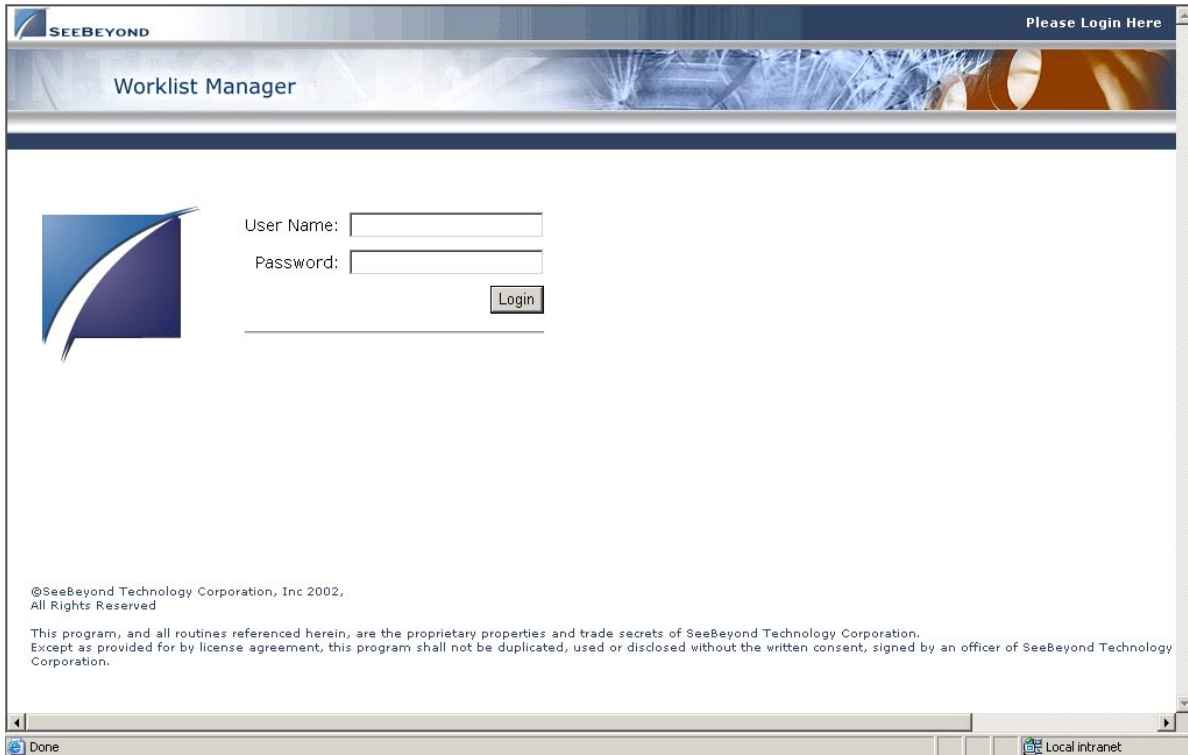 SEEBEYOND
Please Login Here
Worklist Manager
User Name:
Password:
Login
©SeeBeyond Technology Corporation, Inc 2002,
All Rights Reserved
This program, and all routines referenced herein, are the proprietary properties and trade secrets of SeeBeyond Technology Corporation.
Except as provided for by license agreement, this program shall not be duplicated, used or disclosed without the written consent, signed by an officer of SeeBeyond Technology
Corporation.
Done
Local intranet